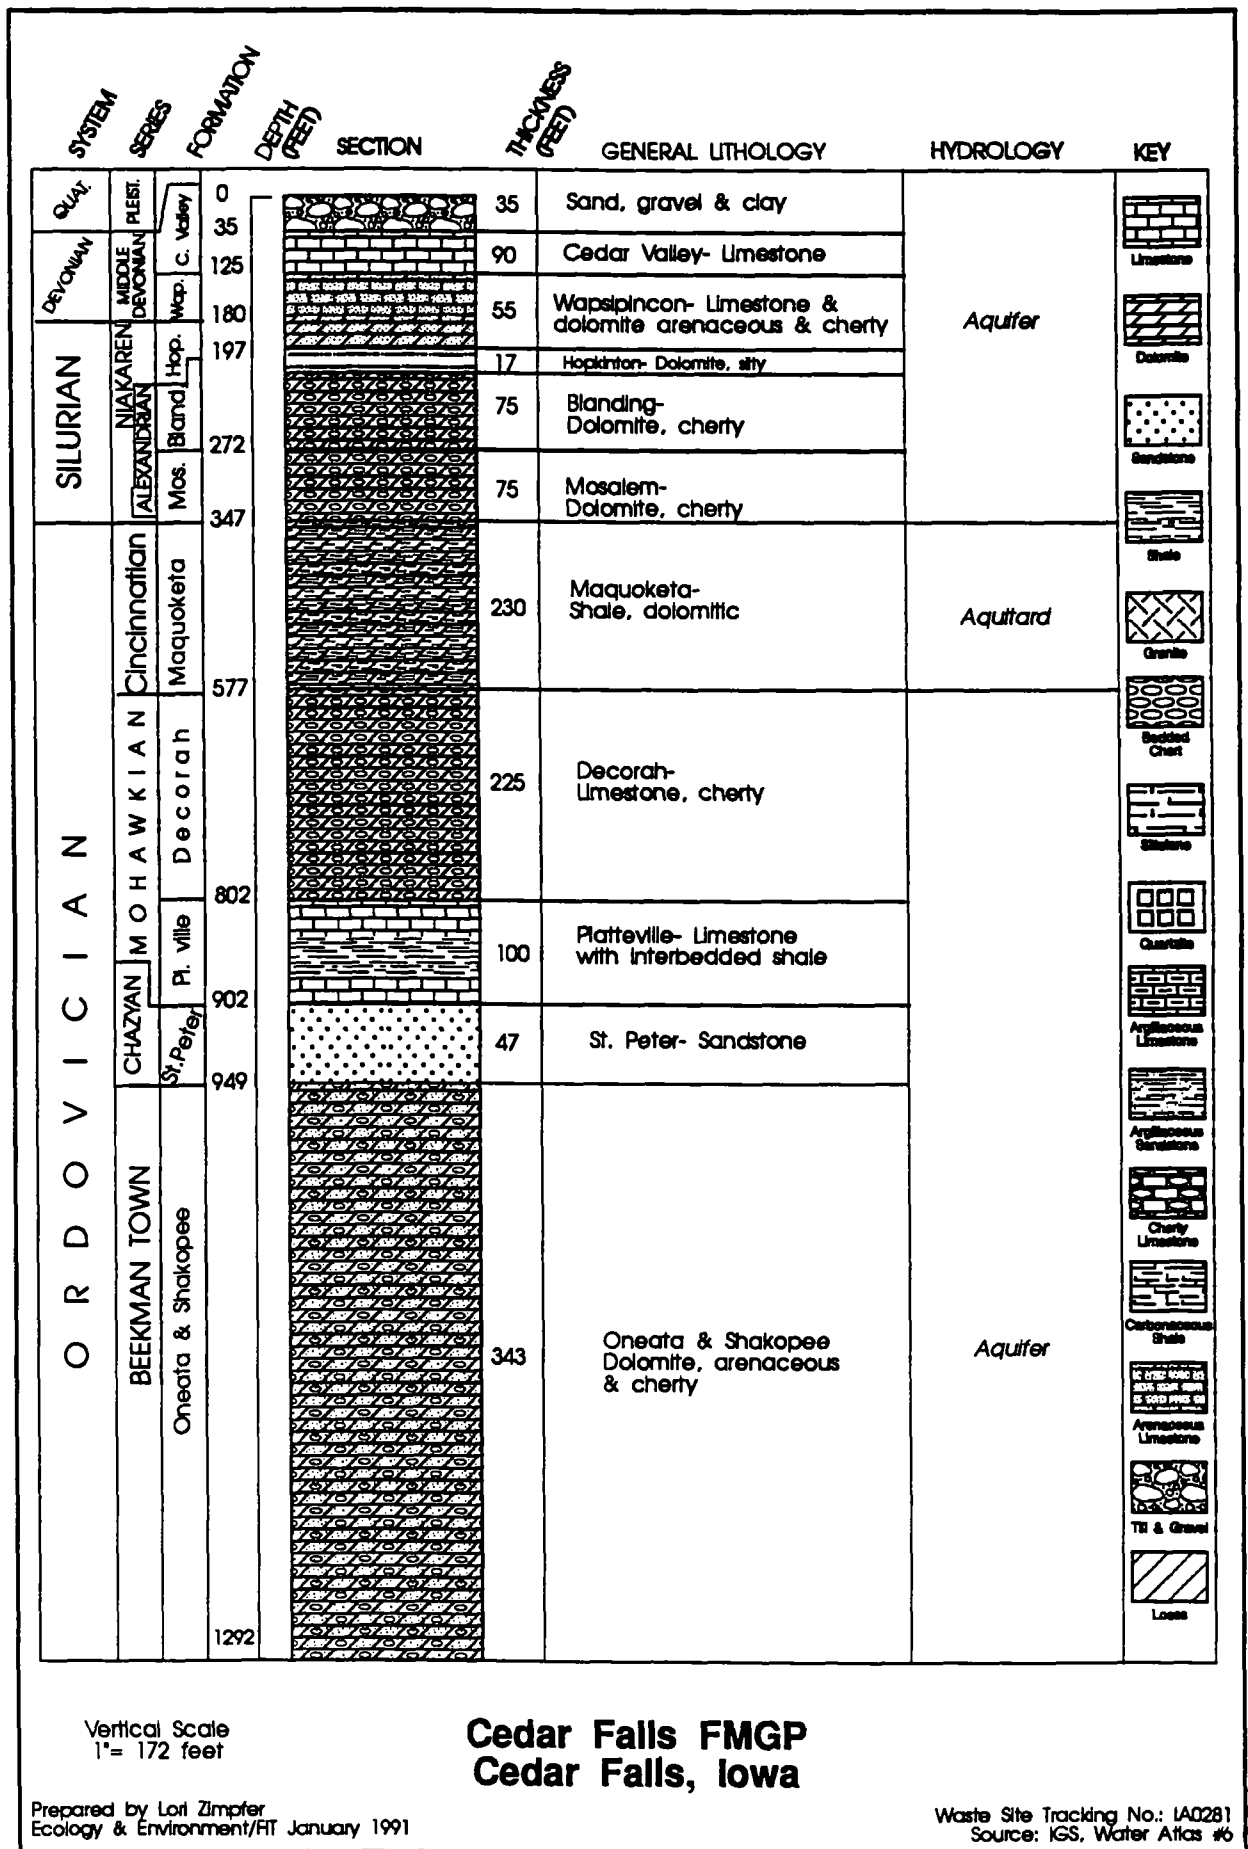 SYSTEM SERIES FORMATION DEPTH (FEET) SECTION THICKNESS (FEET) GENERAL LITHOLOGY HYDROLOGY KEY
QUAT. PLEIST. 0 35 Sand, gravel & clay
35
DEVONIAN MIDDLE DEVONIAN C. Valley 90 Cedar Valley- Limestone
125
Wap. 55 Wapsipincon- Limestone &
dolomite arenaceous & cherty
180
Aquifer
SILURIAN NIAKAREN Hop. 197 17 Hopkinton- Dolomite, silty
ALEXANDRIAN Bland. 75 Blanding-
Dolomite, cherty
272
Mos. 75 Mosalem-
Dolomite, cherty
347
ORDOVICIAN Cincinnatian Maquoketa 230 Maquoketa-
Shale, dolomitic
Aquitard
577
MOHAWKIAN Decorah 225 Decorah-
Limestone, cherty
802
Pl. ville 100 Platteville- Limestone
with interbedded shale
902
CHAZYAN St. Peter 47 St. Peter- Sandstone
949
BEEKMAN TOWN Oneata & Shakopee 343 Oneata & Shakopee
Dolomite, arenaceous
& cherty
Aquifer
1292
Limestone
Dolomite
Sandstone
Shale
Granite
Bedded
Chert
Siltstone
Quartzite
Argillaceous
Limestone
Argillaceous
Sandstone
Cherty
Limestone
Carbonaceous
Shale
Arenaceous
Limestone
Till & Gravel
Loess
Vertical Scale
1"= 172 feet
Cedar Falls FMGP
Cedar Falls, Iowa
Prepared by Lori Zimpfer
Ecology & Environment/FIT January 1991
Waste Site Tracking No.: IA0281
Source: IGS, Water Atlas #6